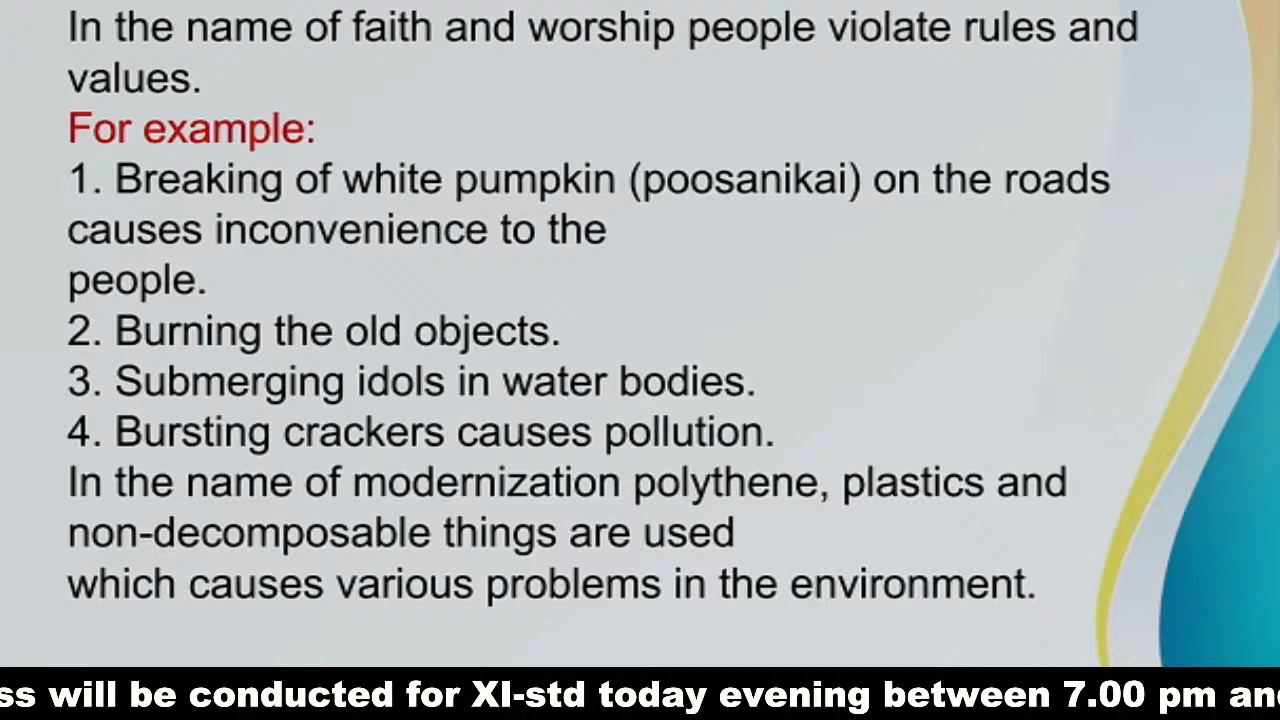 In the name of faith and worship people violate rules and
values.
For example:
1. Breaking of white pumpkin (poosanikai) on the roads
causes inconvenience to the
people.
2. Burning the old objects.
3. Submerging idols in water bodies.
4. Bursting crackers causes pollution.
In the name of modernization polythene, plastics and
non-decomposable things are used
which causes various problems in the environment.
will be conducted for XI-std today evening between 7.00 pm